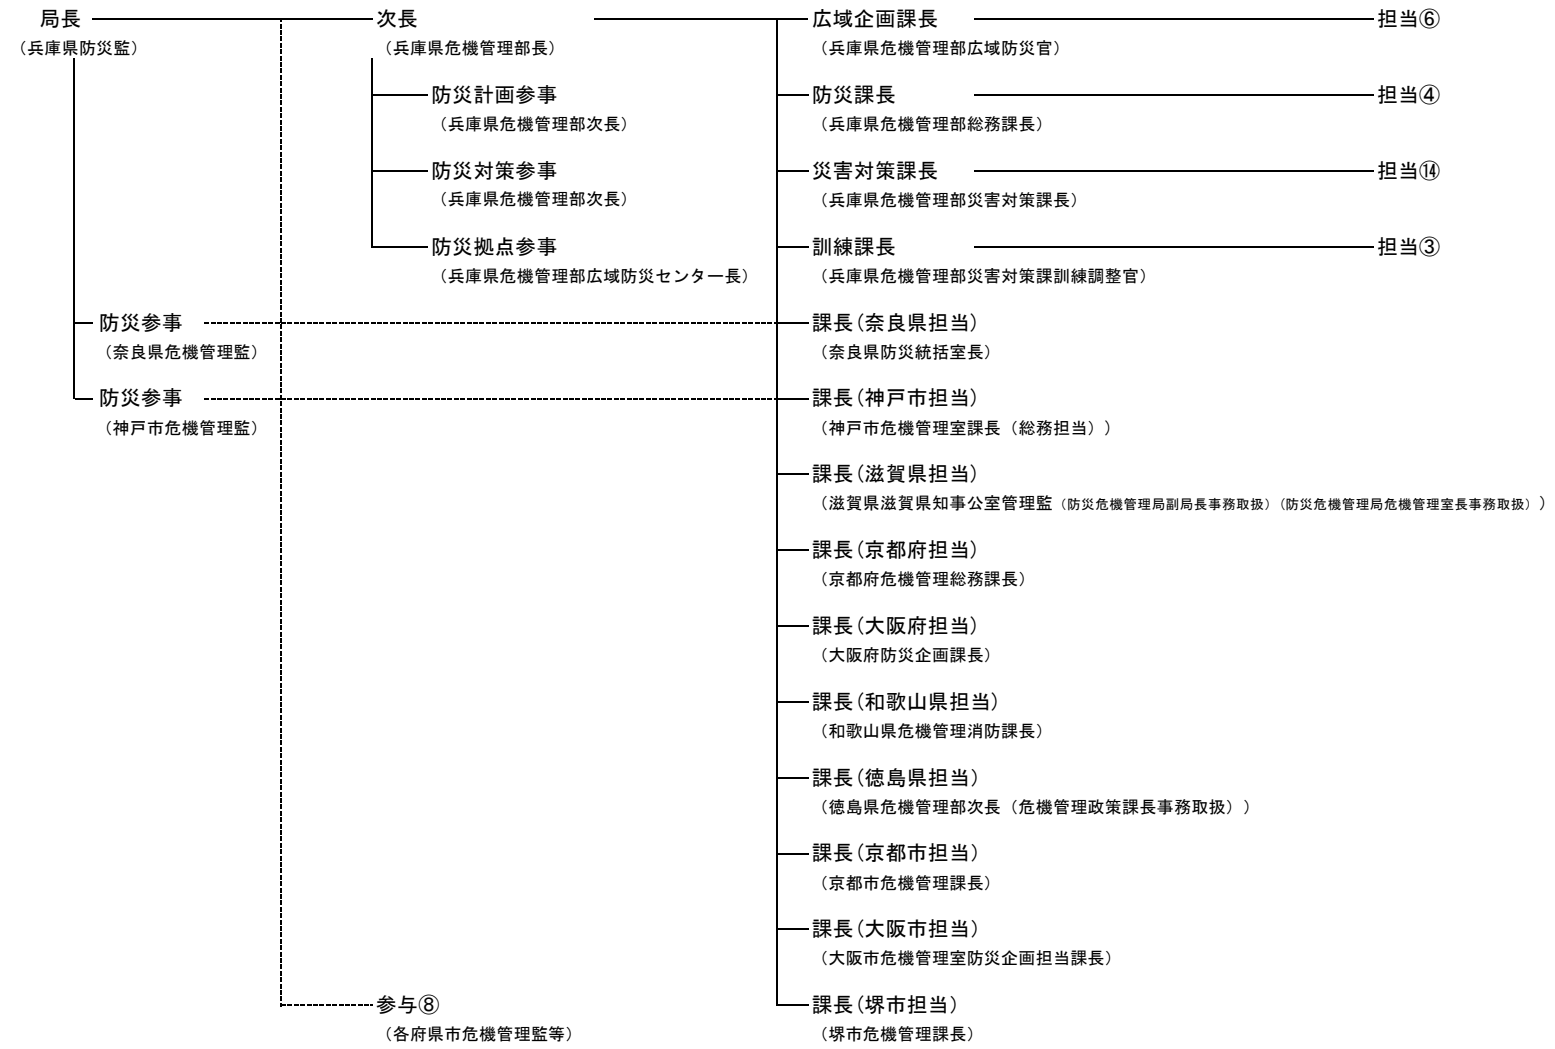 局長 次長 広域企画課長 担当⑥
（兵庫県防災監） （兵庫県危機管理部長） （兵庫県危機管理部広域防災官）
防災計画参事 防災課長 担当④
（兵庫県危機管理部次長） （兵庫県危機管理部総務課長）
防災対策参事 災害対策課長 担当⑭
（兵庫県危機管理部次長） （兵庫県危機管理部災害対策課長）
防災拠点参事 訓練課長 担当③
（兵庫県危機管理部広域防災センター長） （兵庫県危機管理部災害対策課訓練調整官）
防災参事 課長（奈良県担当）
（奈良県危機管理監） （奈良県防災統括室長）
防災参事 課長（神戸市担当）
（神戸市危機管理監） （神戸市危機管理室課長（総務担当））
課長（滋賀県担当）
（滋賀県滋賀県知事公室管理監（防災危機管理局副局長事務取扱）（防災危機管理局危機管理室長事務取扱））
課長（京都府担当）
（京都府危機管理総務課長）
課長（大阪府担当）
（大阪府防災企画課長）
課長（和歌山県担当）
（和歌山県危機管理消防課長）
課長（徳島県担当）
（徳島県危機管理部次長（危機管理政策課長事務取扱））
課長（京都市担当）
（京都市危機管理課長）
課長（大阪市担当）
（大阪市危機管理室防災企画担当課長）
参与⑧ 課長（堺市担当）
（各府県市危機管理監等） （堺市危機管理課長）